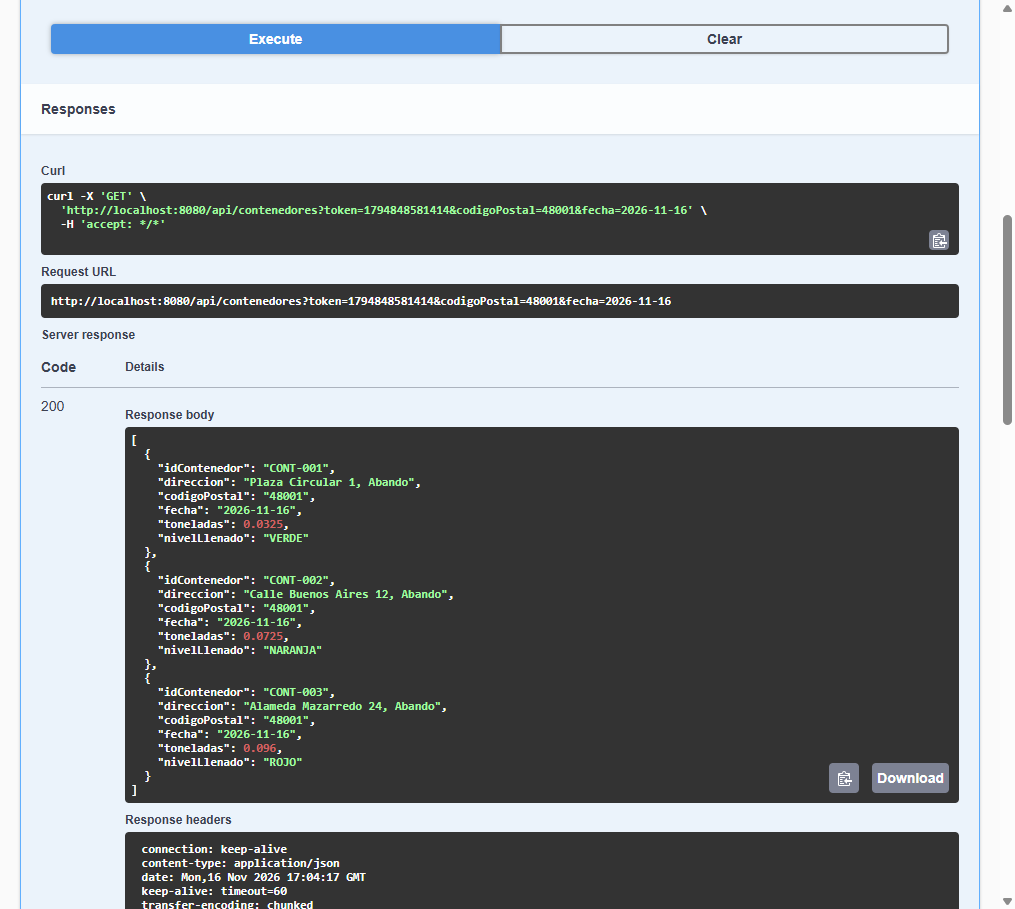 Execute
Clear
Responses
Curl
curl -X 'GET' \
  'http://localhost:8080/api/contenedores?token=1794848581414&codigoPostal=48001&fecha=2026-11-16' \
  -H 'accept: */*'
Request URL
http://localhost:8080/api/contenedores?token=1794848581414&codigoPostal=48001&fecha=2026-11-16
Server response
Code Details
200
Response body
[
  {
    "idContenedor": "CONT-001",
    "direccion": "Plaza Circular 1, Abando",
    "codigoPostal": "48001",
    "fecha": "2026-11-16",
    "toneladas": 0.0325,
    "nivelLlenado": "VERDE"
  },
  {
    "idContenedor": "CONT-002",
    "direccion": "Calle Buenos Aires 12, Abando",
    "codigoPostal": "48001",
    "fecha": "2026-11-16",
    "toneladas": 0.0725,
    "nivelLlenado": "NARANJA"
  },
  {
    "idContenedor": "CONT-003",
    "direccion": "Alameda Mazarredo 24, Abando",
    "codigoPostal": "48001",
    "fecha": "2026-11-16",
    "toneladas": 0.096,
    "nivelLlenado": "ROJO"
  }
]
Download
Response headers
connection: keep-alive
content-type: application/json
date: Mon,16 Nov 2026 17:04:17 GMT
keep-alive: timeout=60
transfer-encoding: chunked